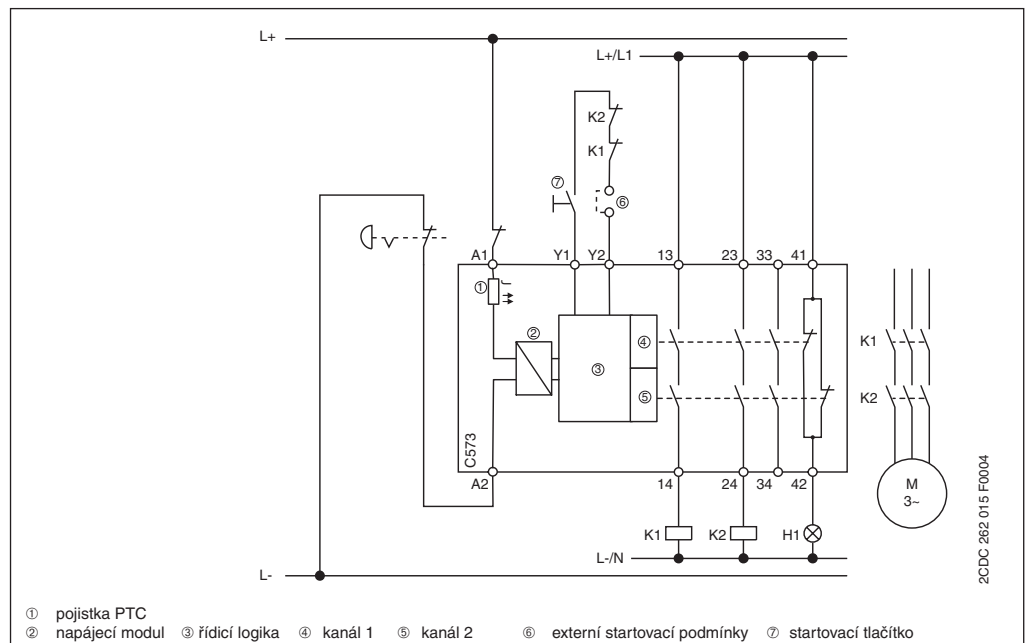 L+
L+/L1
K2
K1
⑦
⑥
A1 Y1 Y2 13 23 33 41
①
②
③
④
⑤
K1
K2
C573
A2 14 24 34 42
M
3~
K1 K2 H1
L-/N
L-
2CDC 262 015 F0004
① pojistka PTC
② napájecí modul ③ řídicí logika ④ kanál 1 ⑤ kanál 2 ⑥ externí startovací podmínky ⑦ startovací tlačítko